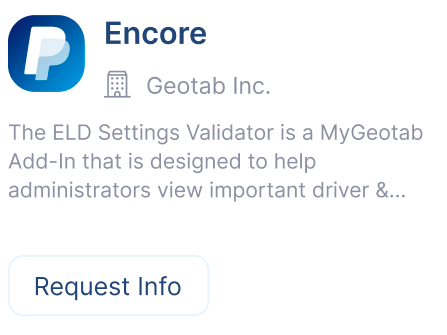 Encore
Geotab Inc.
The ELD Settings Validator is a MyGeotab
Add-In that is designed to help
administrators view important driver &...
Request Info